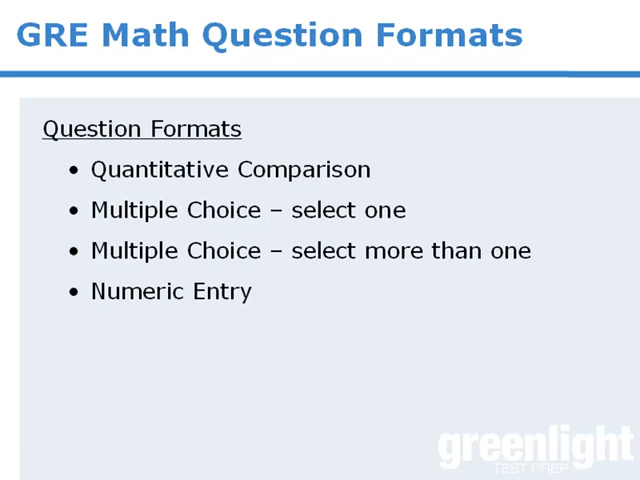 GRE Math Question Formats
Question Formats
• Quantitative Comparison
• Multiple Choice – select one
• Multiple Choice – select more than one
• Numeric Entry
greenlight
TEST PREP